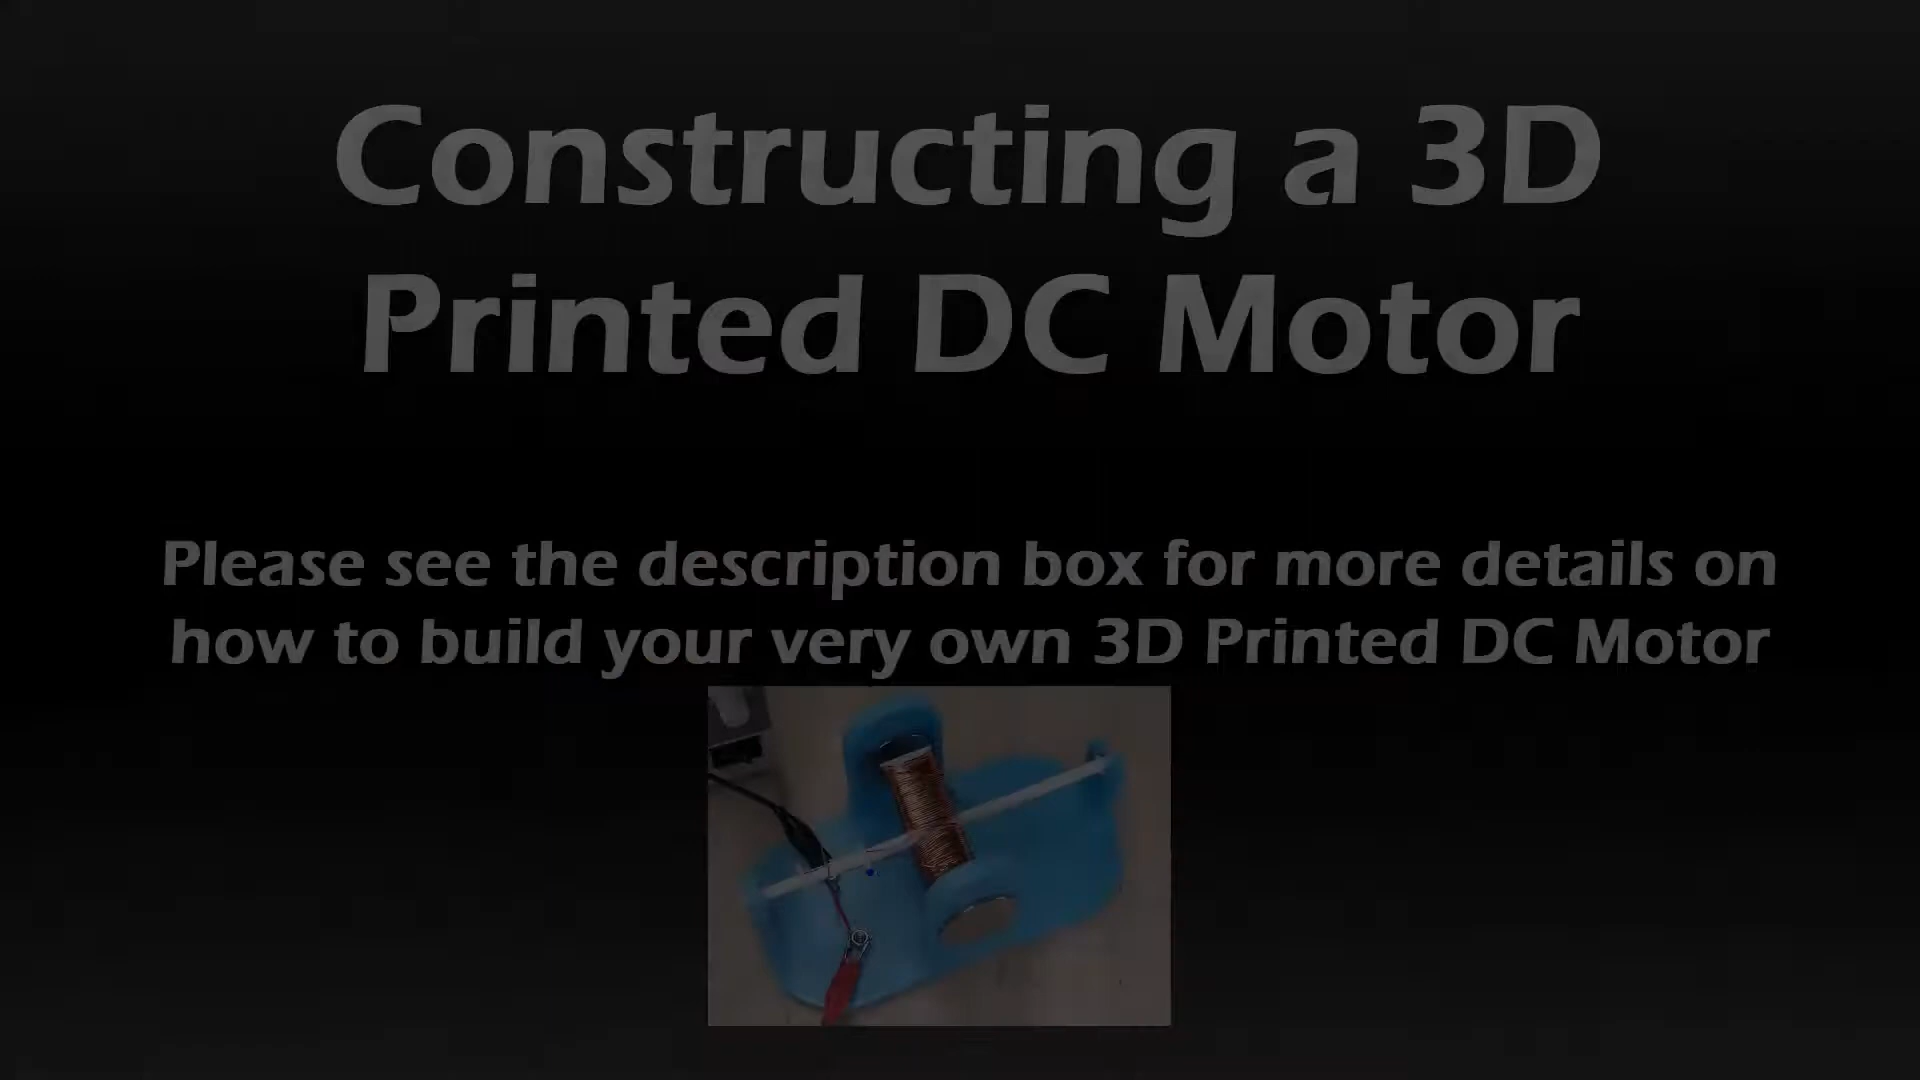 Constructing a 3D
Printed DC Motor
Please see the description box for more details on
how to build your very own 3D Printed DC Motor